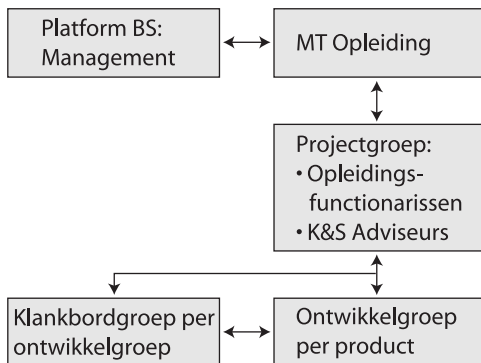 Platform BS:
Management
MT Opleiding
Projectgroep:
• Opleidings-
functionarissen
• K&S Adviseurs
Klankbordgroep per
ontwikkelgroep
Ontwikkelgroep
per product